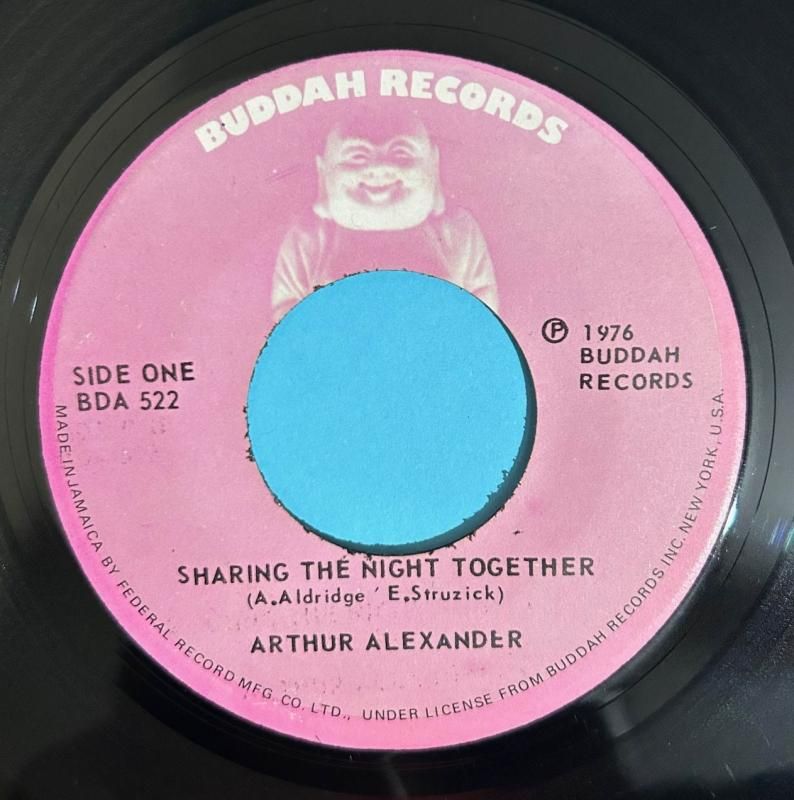 BUDDAH RECORDS
SIDE ONE
BDA 522
Ⓟ 1976
BUDDAH
RECORDS
SHARING THE NIGHT TOGETHER
(A.Aldridge ' E.Struzick)
ARTHUR ALEXANDER
MADE IN JAMAICA BY FEDERAL RECORD MFG. CO. LTD., UNDER LICENSE FROM BUDDAH RECORDS INC. NEW YORK, U.S.A.